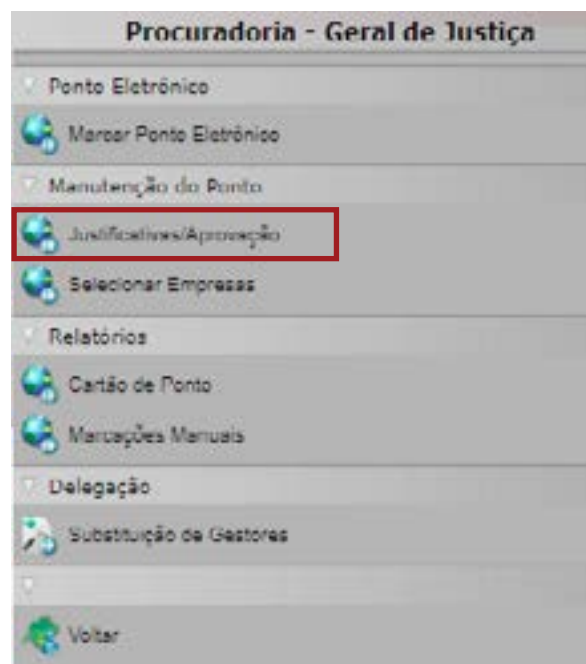 Procuradoria - Geral de Justiça
Ponto Eletrônico
Marcar Ponto Eletrônico
Manutenção do Ponto
Justificativas/Aprovação
Selecionar Empresas
Relatórios
Cartão de Ponto
Marcações Manuais
Delegação
Substituição de Gestores
Voltar